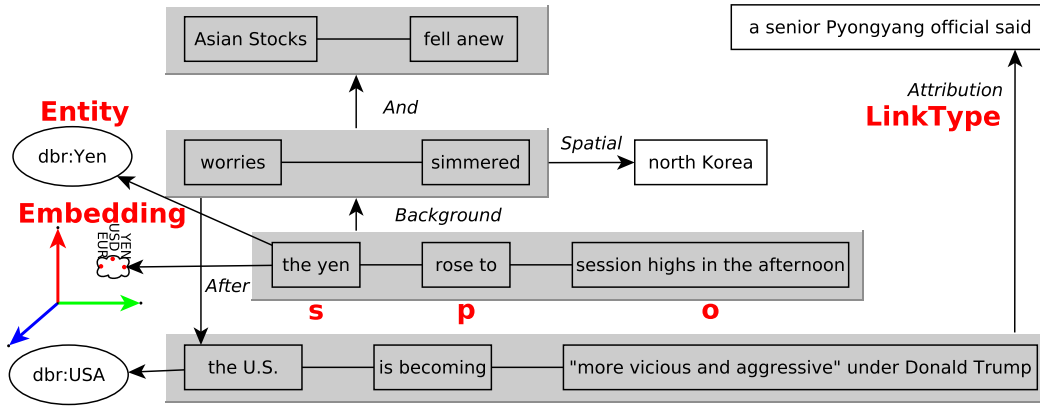 Asian Stocks
fell anew
a senior Pyongyang official said
Attribution
LinkType
And
Entity
dbr:Yen
worries
simmered
Spatial
north Korea
Embedding
Background
YEN
USD
EUR
the yen
rose to
session highs in the afternoon
After
s
p
o
dbr:USA
the U.S.
is becoming
"more vicious and aggressive" under Donald Trump